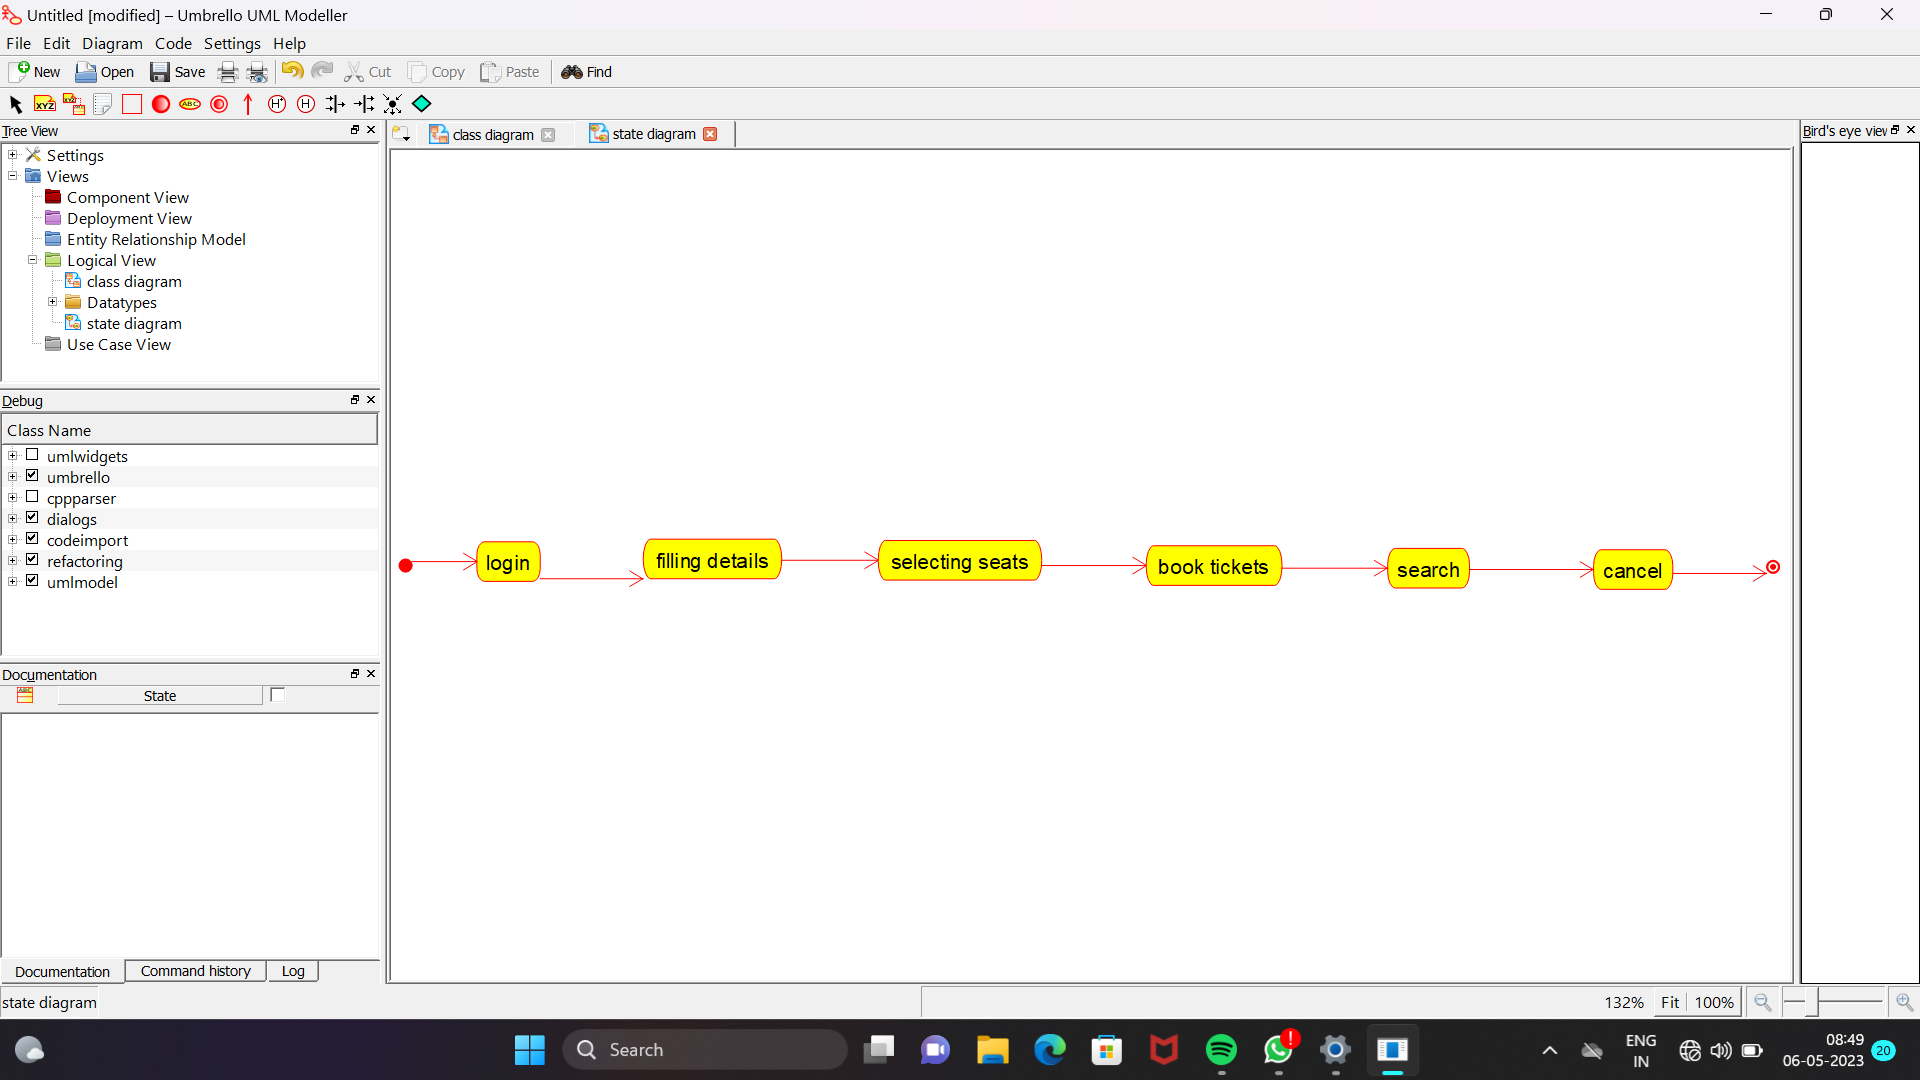 Untitled [modified] – Umbrello UML Modeller
File Edit Diagram Code Settings Help
New Open Save Cut Copy Paste Find
XYZ XYZ ABC H* H
Tree View
Settings
Views
Component View
Deployment View
Entity Relationship Model
Logical View
class diagram
Datatypes
state diagram
Use Case View
Debug
Class Name
umlwidgets
umbrello
cppparser
dialogs
codeimport
refactoring
umlmodel
Documentation
ABC State
Documentation Command history Log
state diagram
class diagram state diagram
login filling details selecting seats book tickets search cancel
Bird's eye view
132% Fit 100%
Search
ENG
IN
08:49
06-05-2023
20